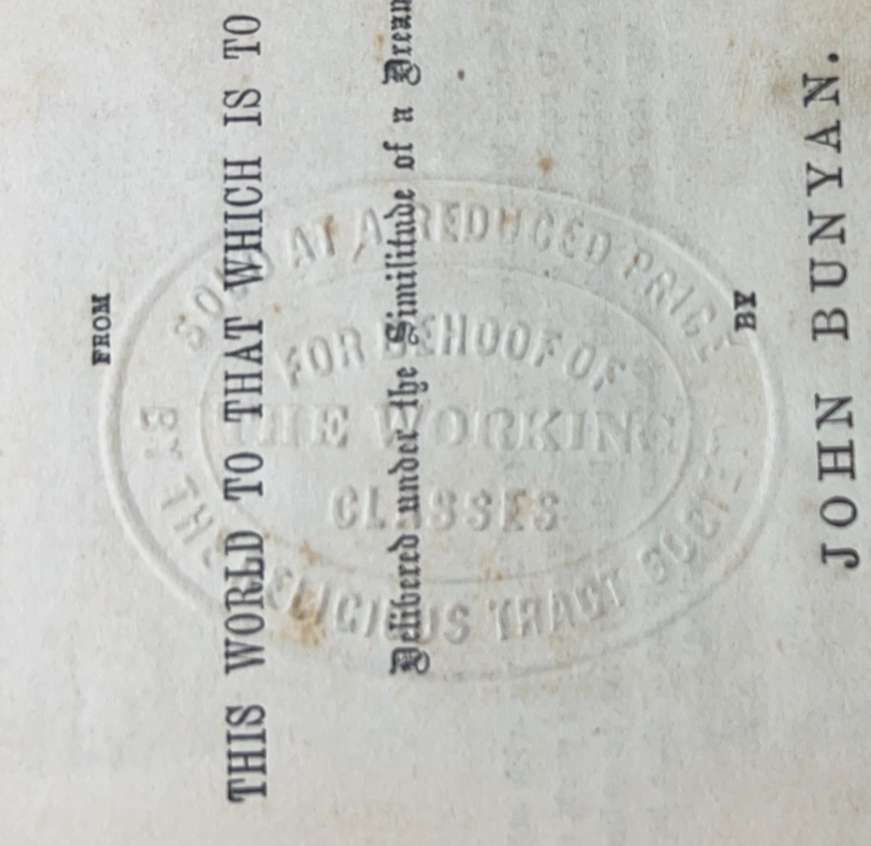 FROM
THIS WORLD TO THAT WHICH IS TO
Delivered under the Similitude of a Dream
BY
JOHN BUNYAN.
SOLD AT A REDUCED PRICE
FOR BEHOOF OF
THE WORKING
CLASSES
BY THE RELIGIOUS TRACT SOCIETY